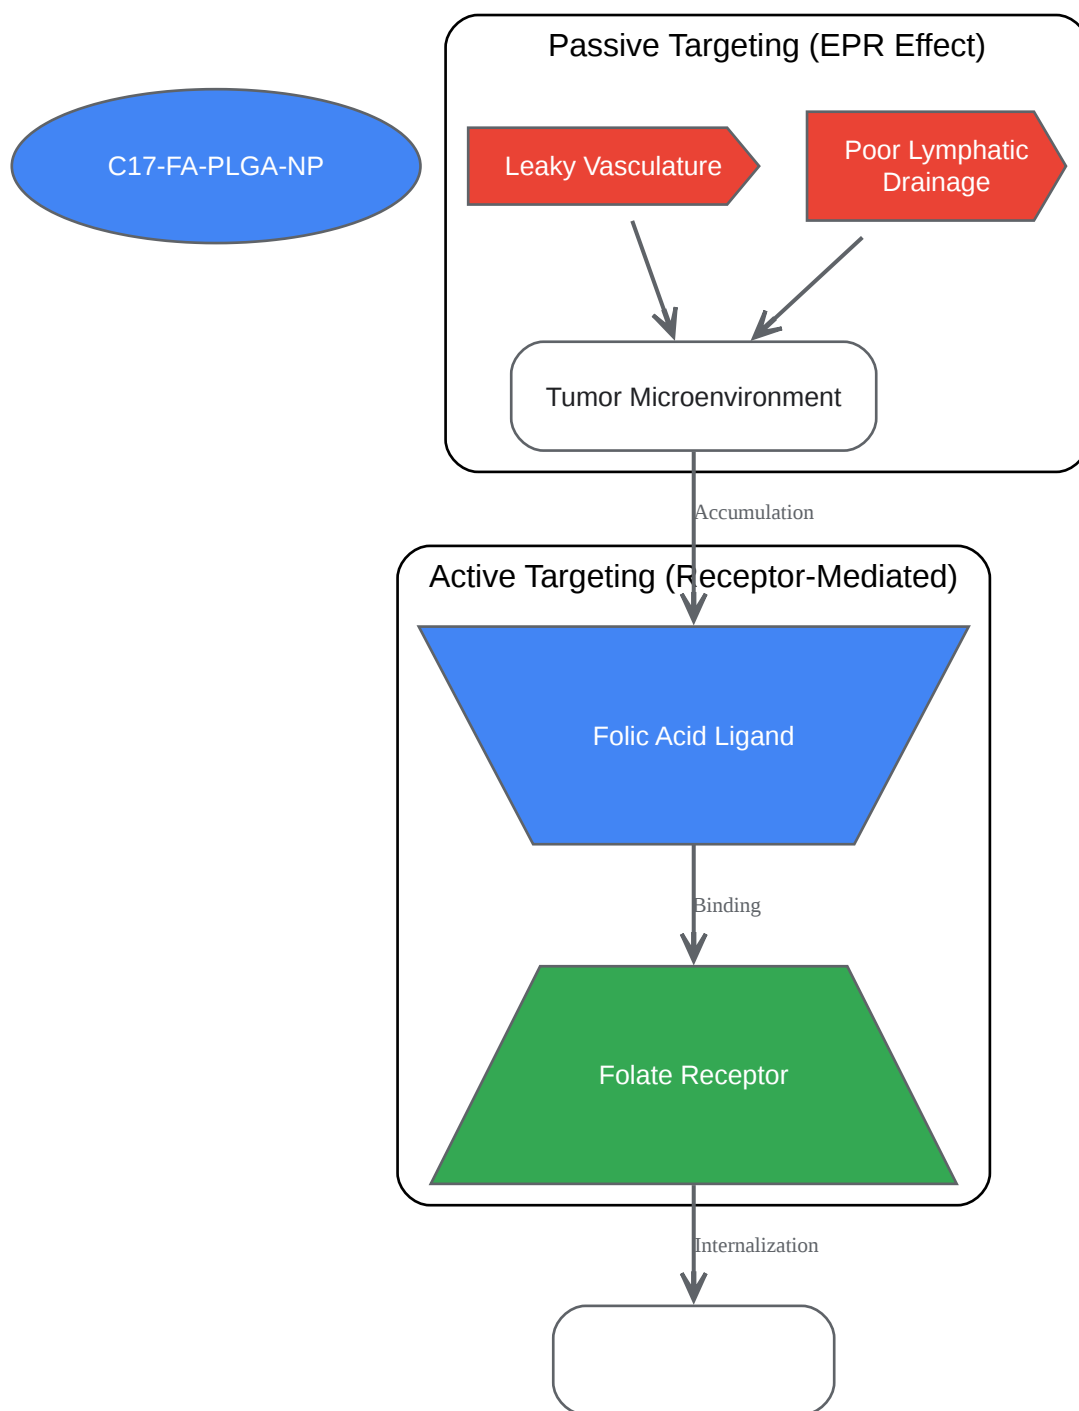 Passive Targeting (EPR Effect)
C17-FA-PLGA-NP
Leaky Vasculature
Poor Lymphatic
Drainage
Tumor Microenvironment
Accumulation
Active Targeting (Receptor-Mediated)
Folic Acid Ligand
Binding
Folate Receptor
Internalization